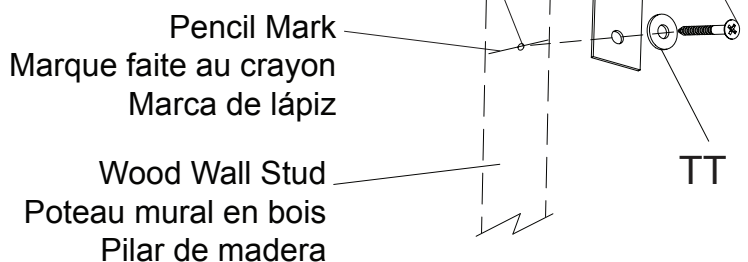 Pencil Mark
Marque faite au crayon
Marca de lápiz
Wood Wall Stud
Poteau mural en bois
Pilar de madera
TT